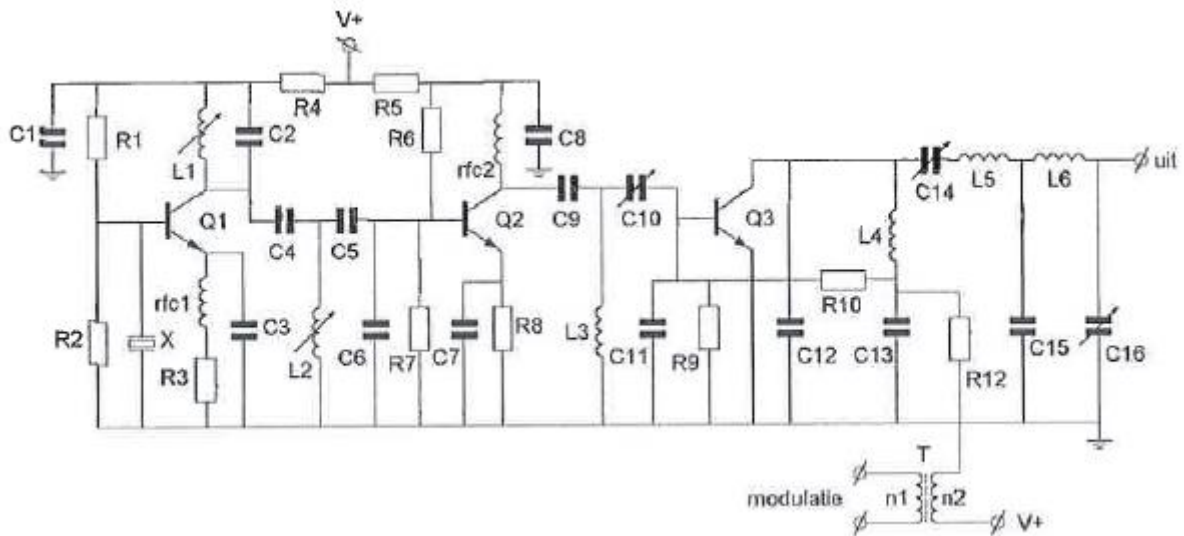 V+
R4 R5
C1 R1 C2 R6 C8
L1 rfc2
Q1 Q2 C9 C10 Q3 C14 L5 L6 uit
C4 C5 L4
rfc1 R10
R2 X C3 L2 C6 R7 C7 R8 L3 C11 R9 C12 C13 R12 C15 C16
R3
T
modulatie n1 n2
V+